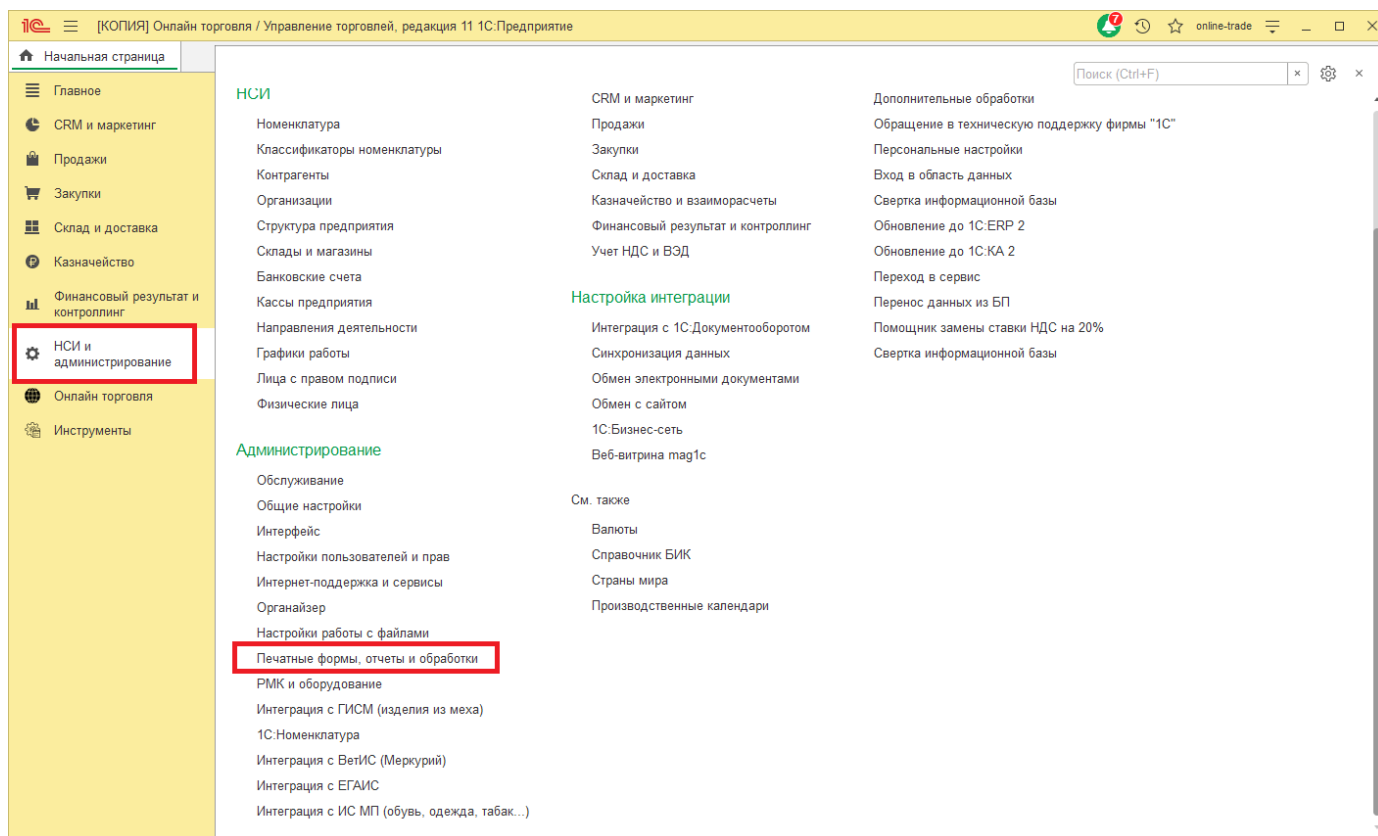 1С [КОПИЯ] Онлайн торговля / Управление торговлей, редакция 11 1С:Предприятие 7 online-trade
Начальная страница
Поиск (Ctrl+F)
Главное
CRM и маркетинг
Продажи
Закупки
Склад и доставка
Казначейство
Финансовый результат и
контроллинг
НСИ и
администрирование
Онлайн торговля
Инструменты
НСИ
Номенклатура
Классификаторы номенклатуры
Контрагенты
Организации
Структура предприятия
Склады и магазины
Банковские счета
Кассы предприятия
Направления деятельности
Графики работы
Лица с правом подписи
Физические лица
Администрирование
Обслуживание
Общие настройки
Интерфейс
Настройки пользователей и прав
Интернет-поддержка и сервисы
Органайзер
Настройки работы с файлами
Печатные формы, отчеты и обработки
РМК и оборудование
Интеграция с ГИСМ (изделия из меха)
1С:Номенклатура
Интеграция с ВетИС (Меркурий)
Интеграция с ЕГАИС
Интеграция с ИС МП (обувь, одежда, табак...)
CRM и маркетинг
Продажи
Закупки
Склад и доставка
Казначейство и взаиморасчеты
Финансовый результат и контроллинг
Учет НДС и ВЭД
Настройка интеграции
Интеграция с 1С:Документооборотом
Синхронизация данных
Обмен электронными документами
Обмен с сайтом
1С:Бизнес-сеть
Веб-витрина mag1c
См. также
Валюты
Справочник БИК
Страны мира
Производственные календари
Дополнительные обработки
Обращение в техническую поддержку фирмы "1С"
Персональные настройки
Вход в область данных
Свертка информационной базы
Обновление до 1С:ERP 2
Обновление до 1С:КА 2
Переход в сервис
Перенос данных из БП
Помощник замены ставки НДС на 20%
Свертка информационной базы